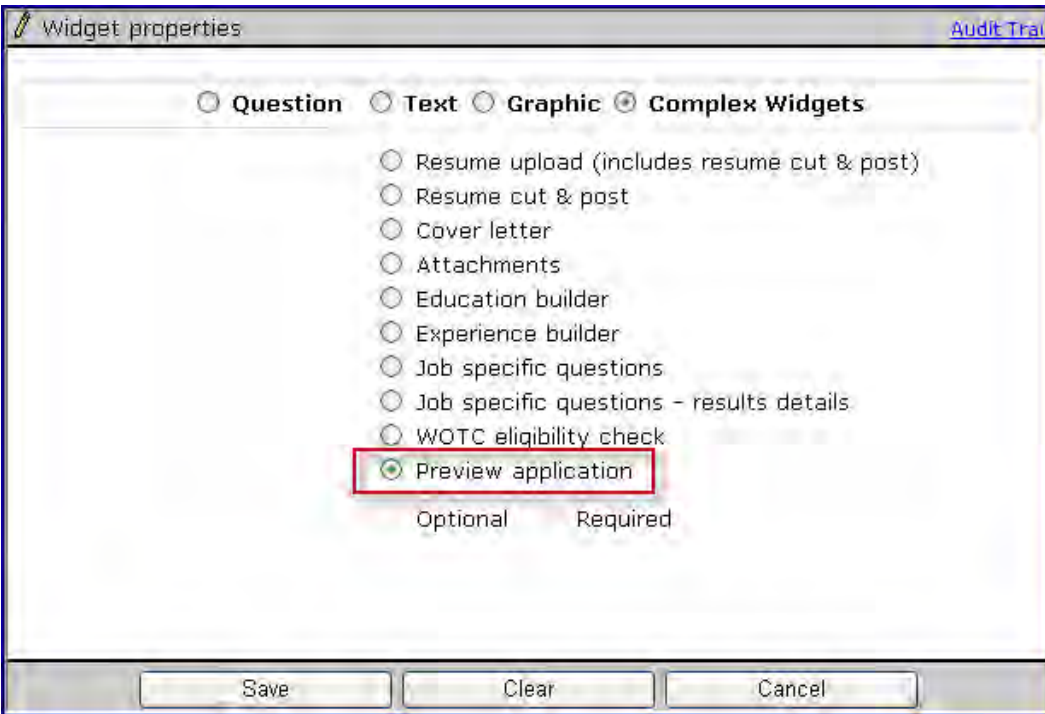 Widget properties Audit Trail
Question Text Graphic Complex Widgets
Resume upload (includes resume cut & post)
Resume cut & post
Cover letter
Attachments
Education builder
Experience builder
Job specific questions
Job specific questions - results details
WOTC eligibility check
Preview application
Optional Required
Save Clear Cancel